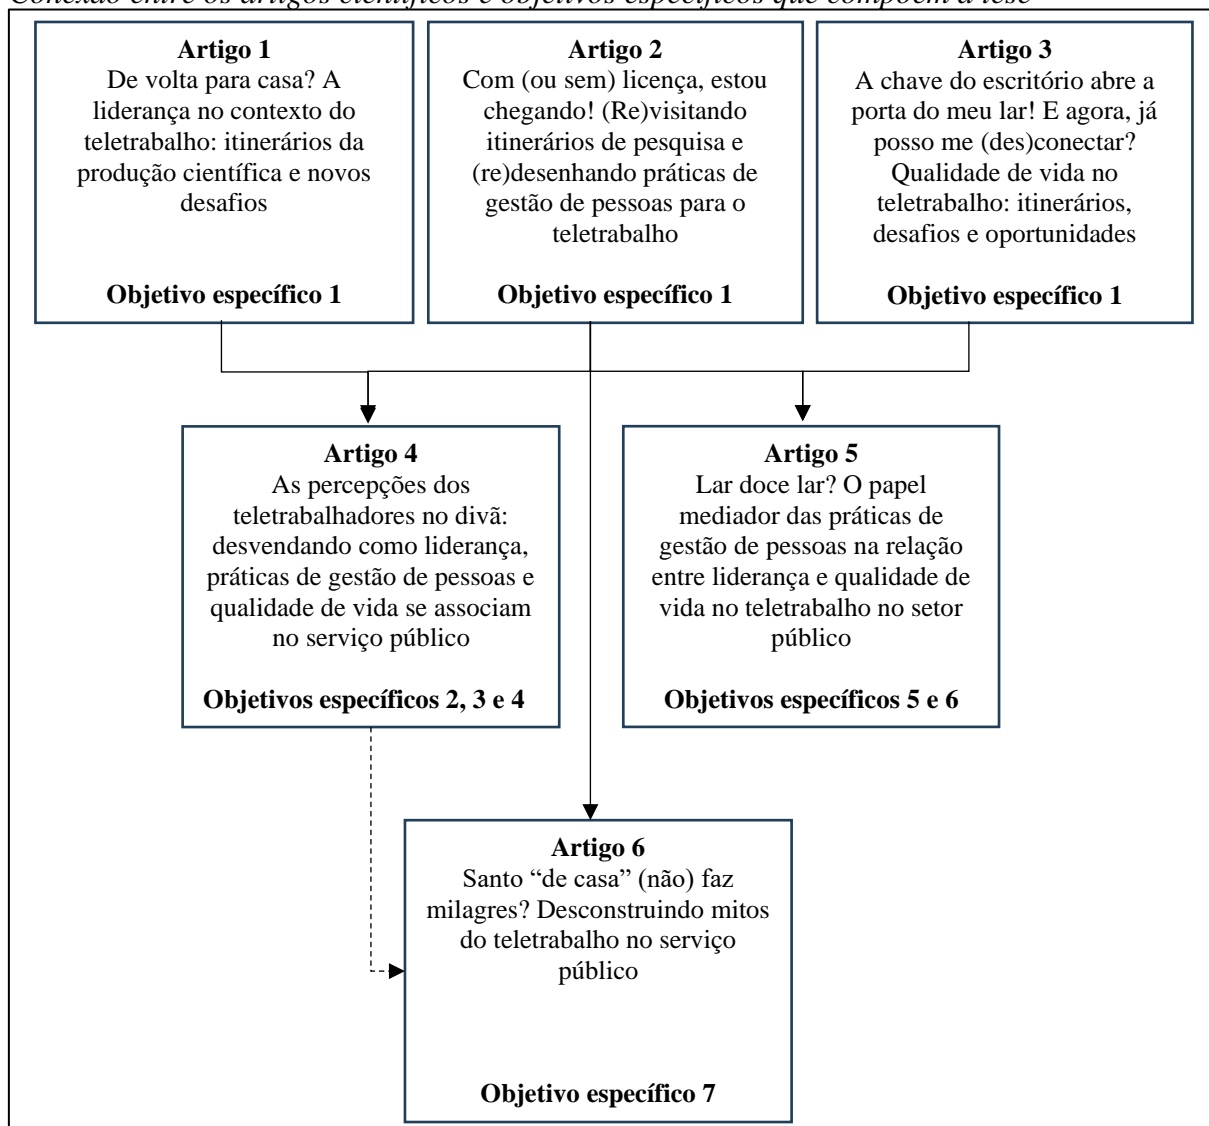 Conexão entre os artigos científicos e objetivos específicos que compõem a tese
Artigo 1
De volta para casa? A
liderança no contexto do
teletrabalho: itinerários da
produção científica e novos
desafios
Objetivo específico 1
Artigo 2
Com (ou sem) licença, estou
chegando! (Re)visitando
itinerários de pesquisa e
(re)desenhando práticas de
gestão de pessoas para o
teletrabalho
Objetivo específico 1
Artigo 3
A chave do escritório abre a
porta do meu lar! E agora, já
posso me (des)conectar?
Qualidade de vida no
teletrabalho: itinerários,
desafios e oportunidades
Objetivo específico 1
Artigo 4
As percepções dos
teletrabalhadores no divã:
desvendando como liderança,
práticas de gestão de pessoas e
qualidade de vida se associam
no serviço público
Objetivos específicos 2, 3 e 4
Artigo 5
Lar doce lar? O papel
mediador das práticas de
gestão de pessoas na relação
entre liderança e qualidade de
vida no teletrabalho no setor
público
Objetivos específicos 5 e 6
Artigo 6
Santo “de casa” (não) faz
milagres? Desconstruindo mitos
do teletrabalho no serviço
público
Objetivo específico 7